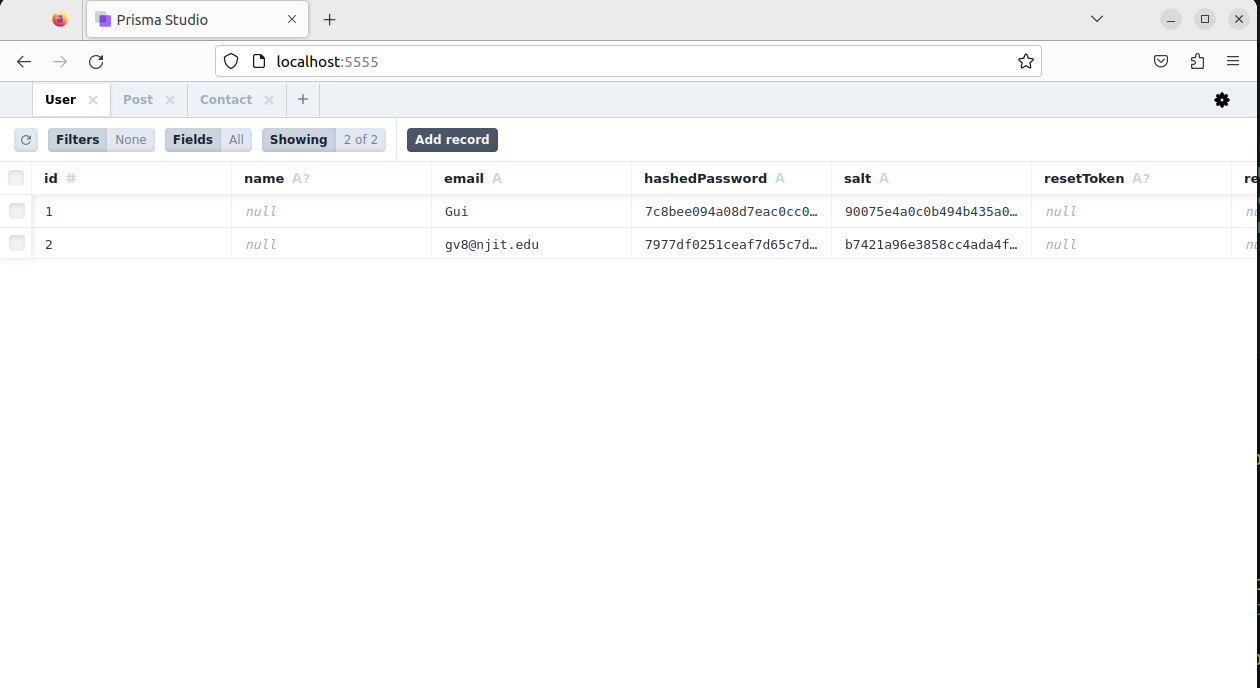 Prisma Studio
localhost:5555
User Post Contact
Filters None Fields All Showing 2 of 2 Add record
id # name A? email A hashedPassword A salt A resetToken A? re
1 null Gui 7c8bee094a08d7eac0cc0… 90075e4a0c0b494b435a0… null nu
2 null gv8@njit.edu 7977df0251ceaf7d65c7d… b7421a96e3858cc4ada4f… null nu